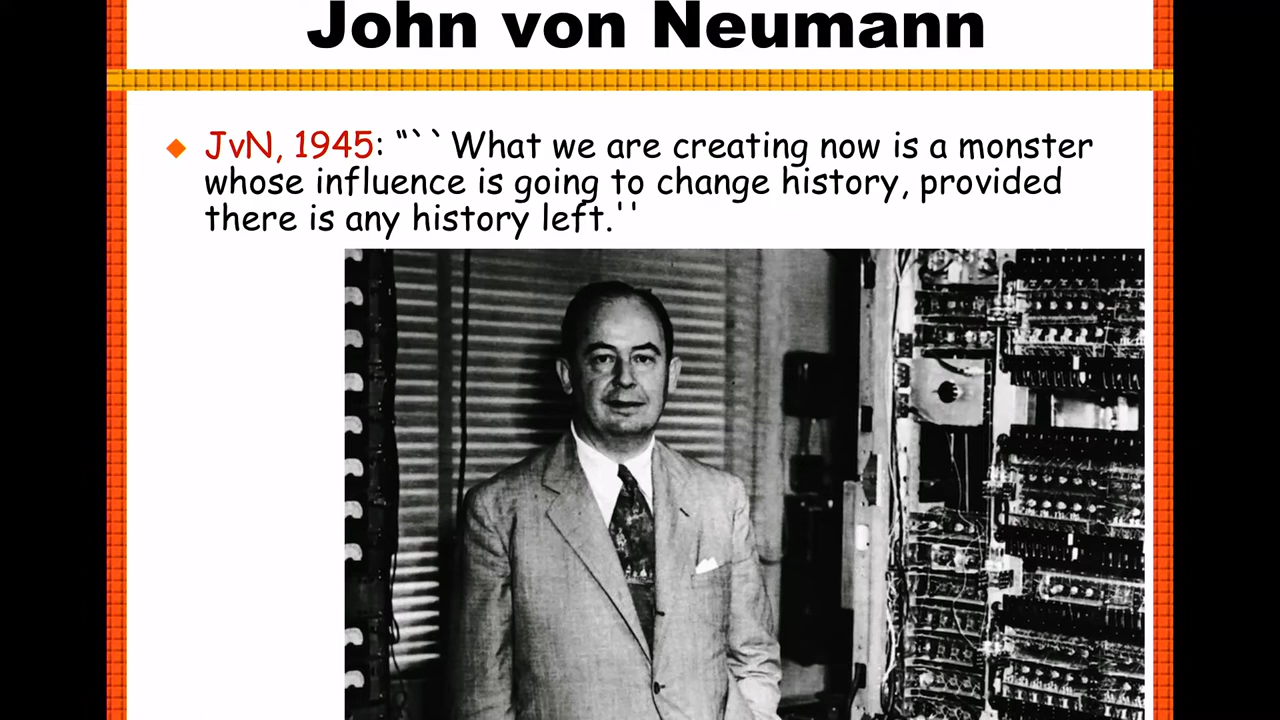 John von Neumann
JvN, 1945: "``What we are creating now is a monster
whose influence is going to change history, provided
there is any history left.''